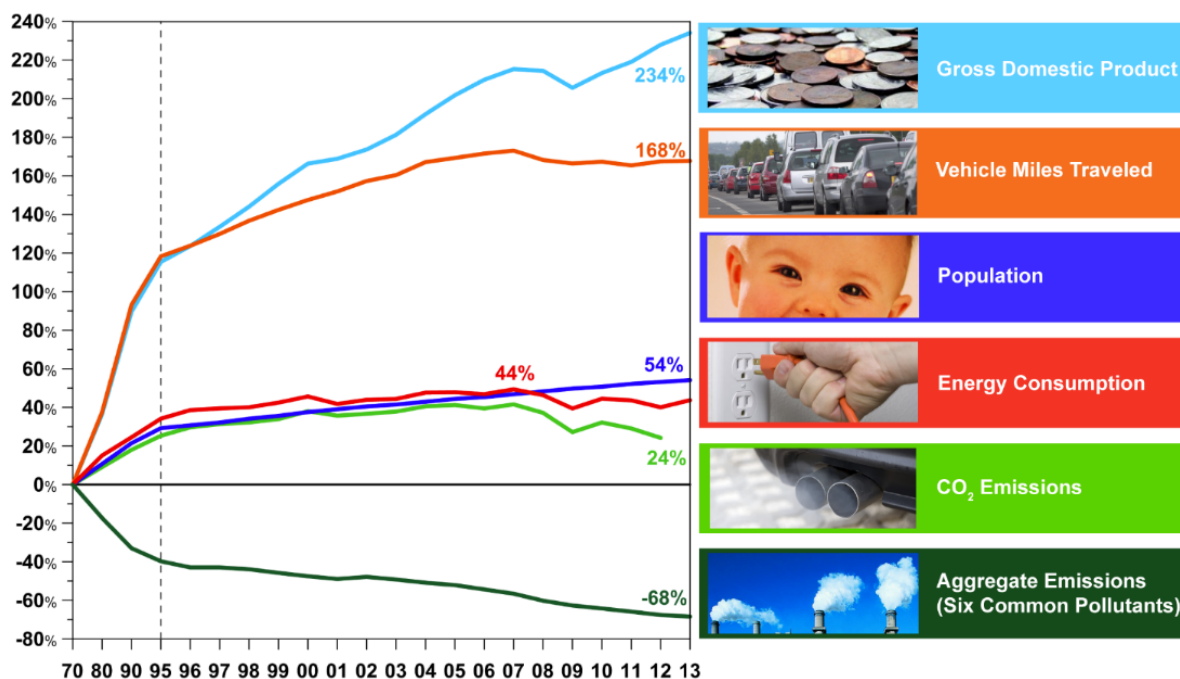 240%
220%
200%
180%
160%
140%
120%
100%
80%
60%
40%
20%
0%
-20%
-40%
-60%
-80%
70 80 90 95 96 97 98 99 00 01 02 03 04 05 06 07 08 09 10 11 12 13
234%
168%
54%
44%
24%
-68%
Gross Domestic Product
Vehicle Miles Traveled
Population
Energy Consumption
CO₂ Emissions
Aggregate Emissions
(Six Common Pollutants)